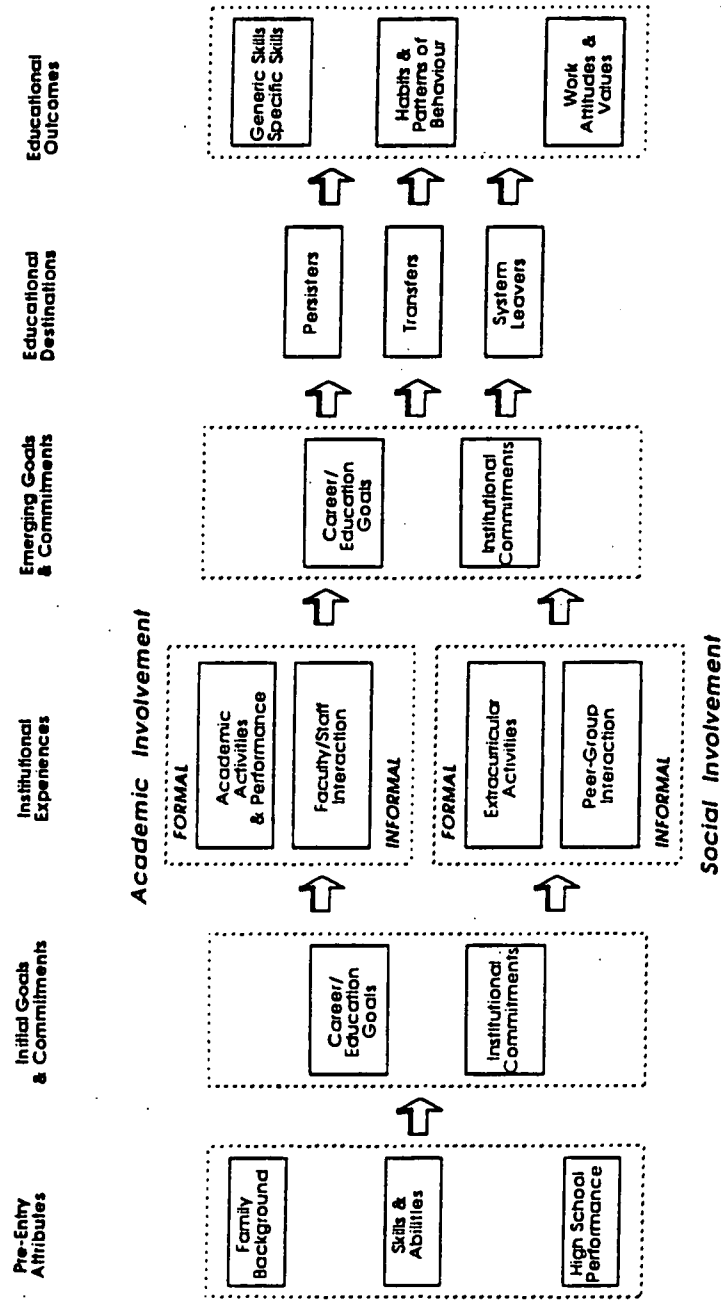 Pre-Entry
Attributes
Initial Goals
& Commitments
Institutional
Experiences
Emerging Goals
& Commitments
Educational
Destinations
Educational
Outcomes
Family
Background
Skills &
Abilities
High School
Performance
Career/
Education
Goals
Institutional
Commitments
Academic Involvement
FORMAL
Academic
Activities
& Performance
Faculty/Staff
Interaction
INFORMAL
FORMAL
Extracurricular
Activities
Peer-Group
Interaction
INFORMAL
Social Involvement
Career/
Education
Goals
Institutional
Commitments
Persisters
Transfers
System
Leavers
Generic Skills
Specific Skills
Habits &
Patterns of
Behaviour
Work
Attitudes &
Values